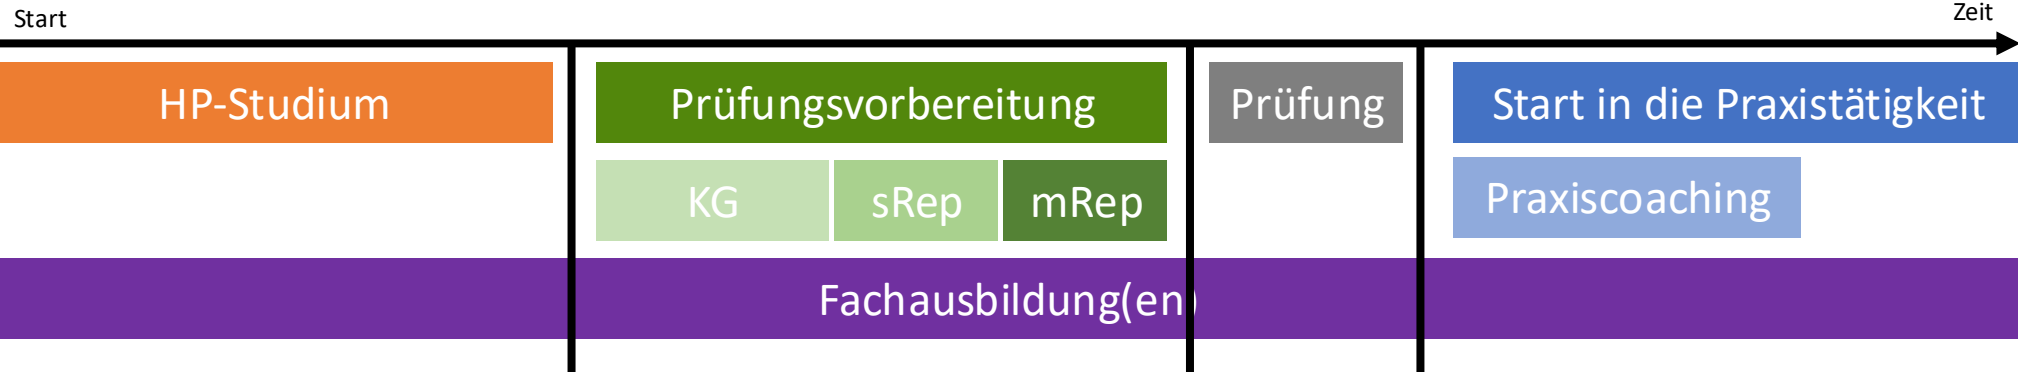 Start
Zeit
HP-Studium
Prüfungsvorbereitung
Prüfung
Start in die Praxistätigkeit
KG
sRep
mRep
Praxiscoaching
Fachausbildung(en)